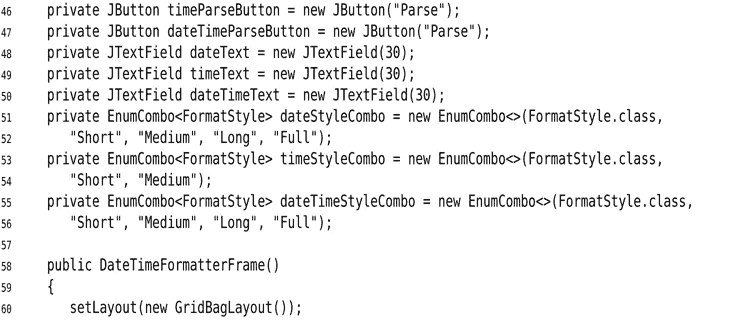 46 private JButton timeParseButton = new JButton("Parse");
47 private JButton dateTimeParseButton = new JButton("Parse");
48 private JTextField dateText = new JTextField(30);
49 private JTextField timeText = new JTextField(30);
50 private JTextField dateTimeText = new JTextField(30);
51 private EnumCombo<FormatStyle> dateStyleCombo = new EnumCombo<>(FormatStyle.class,
52 "Short", "Medium", "Long", "Full");
53 private EnumCombo<FormatStyle> timeStyleCombo = new EnumCombo<>(FormatStyle.class,
54 "Short", "Medium");
55 private EnumCombo<FormatStyle> dateTimeStyleCombo = new EnumCombo<>(FormatStyle.class,
56 "Short", "Medium", "Long", "Full");
57
58 public DateTimeFormatterFrame()
59 {
60 setLayout(new GridBagLayout());